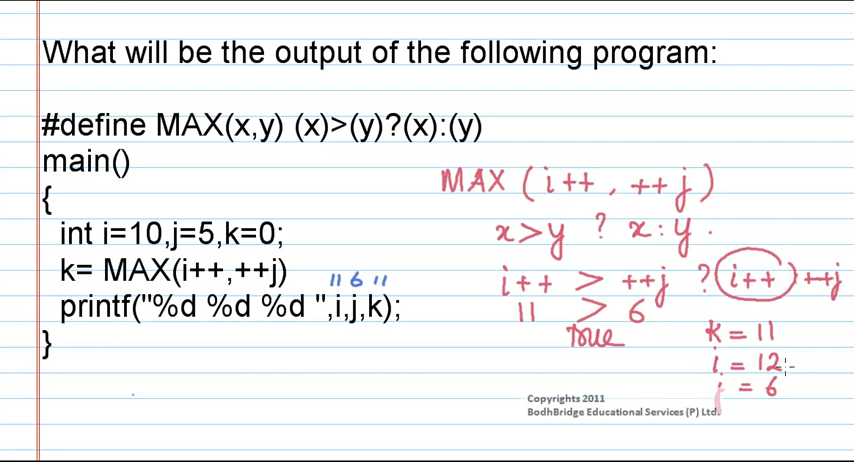 What will be the output of the following program:
#define MAX(x,y) (x)>(y)?(x):(y)
main()
{
int i=10,j=5,k=0;
k= MAX(i++,++j)
11 6 11
printf("%d %d %d ",i,j,k);
}
MAX (i++, ++j)
x>y ? x:y.
i++ > ++j ? i++) ++j
11 > 6
True
K = 11
i = 12
j = 6
Copyrights 2011
BodhBridge Educational Services (P) Ltd.